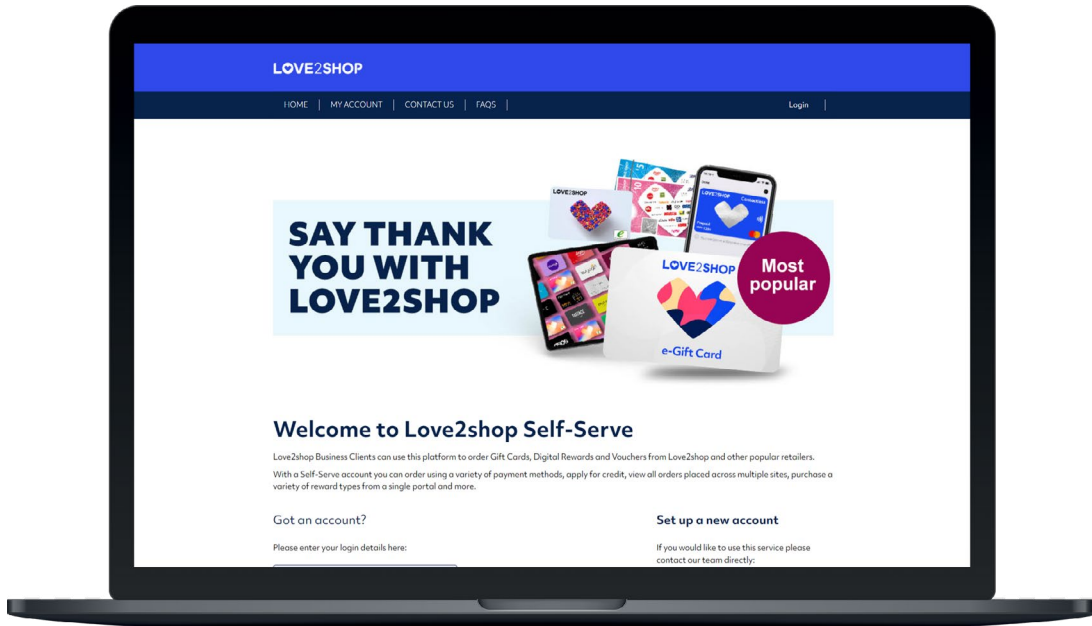 LOVE2SHOP
HOME | MY ACCOUNT | CONTACT US | FAQS |
Login |
SAY THANK
YOU WITH
LOVE2SHOP
LOVE2SHOP
LOVE2SHOP
LOVE2SHOP
e-Gift Card
Most
popular
Welcome to Love2shop Self-Serve
Love2shop Business Clients can use this platform to order Gift Cards, Digital Rewards and Vouchers from Love2shop and other popular retailers.
With a Self-Serve account you can order using a variety of payment methods, apply for credit, view all orders placed across multiple sites, purchase a
variety of reward types from a single portal and more.
Got an account?
Please enter your login details here:
Set up a new account
If you would like to use this service please
contact our team directly: